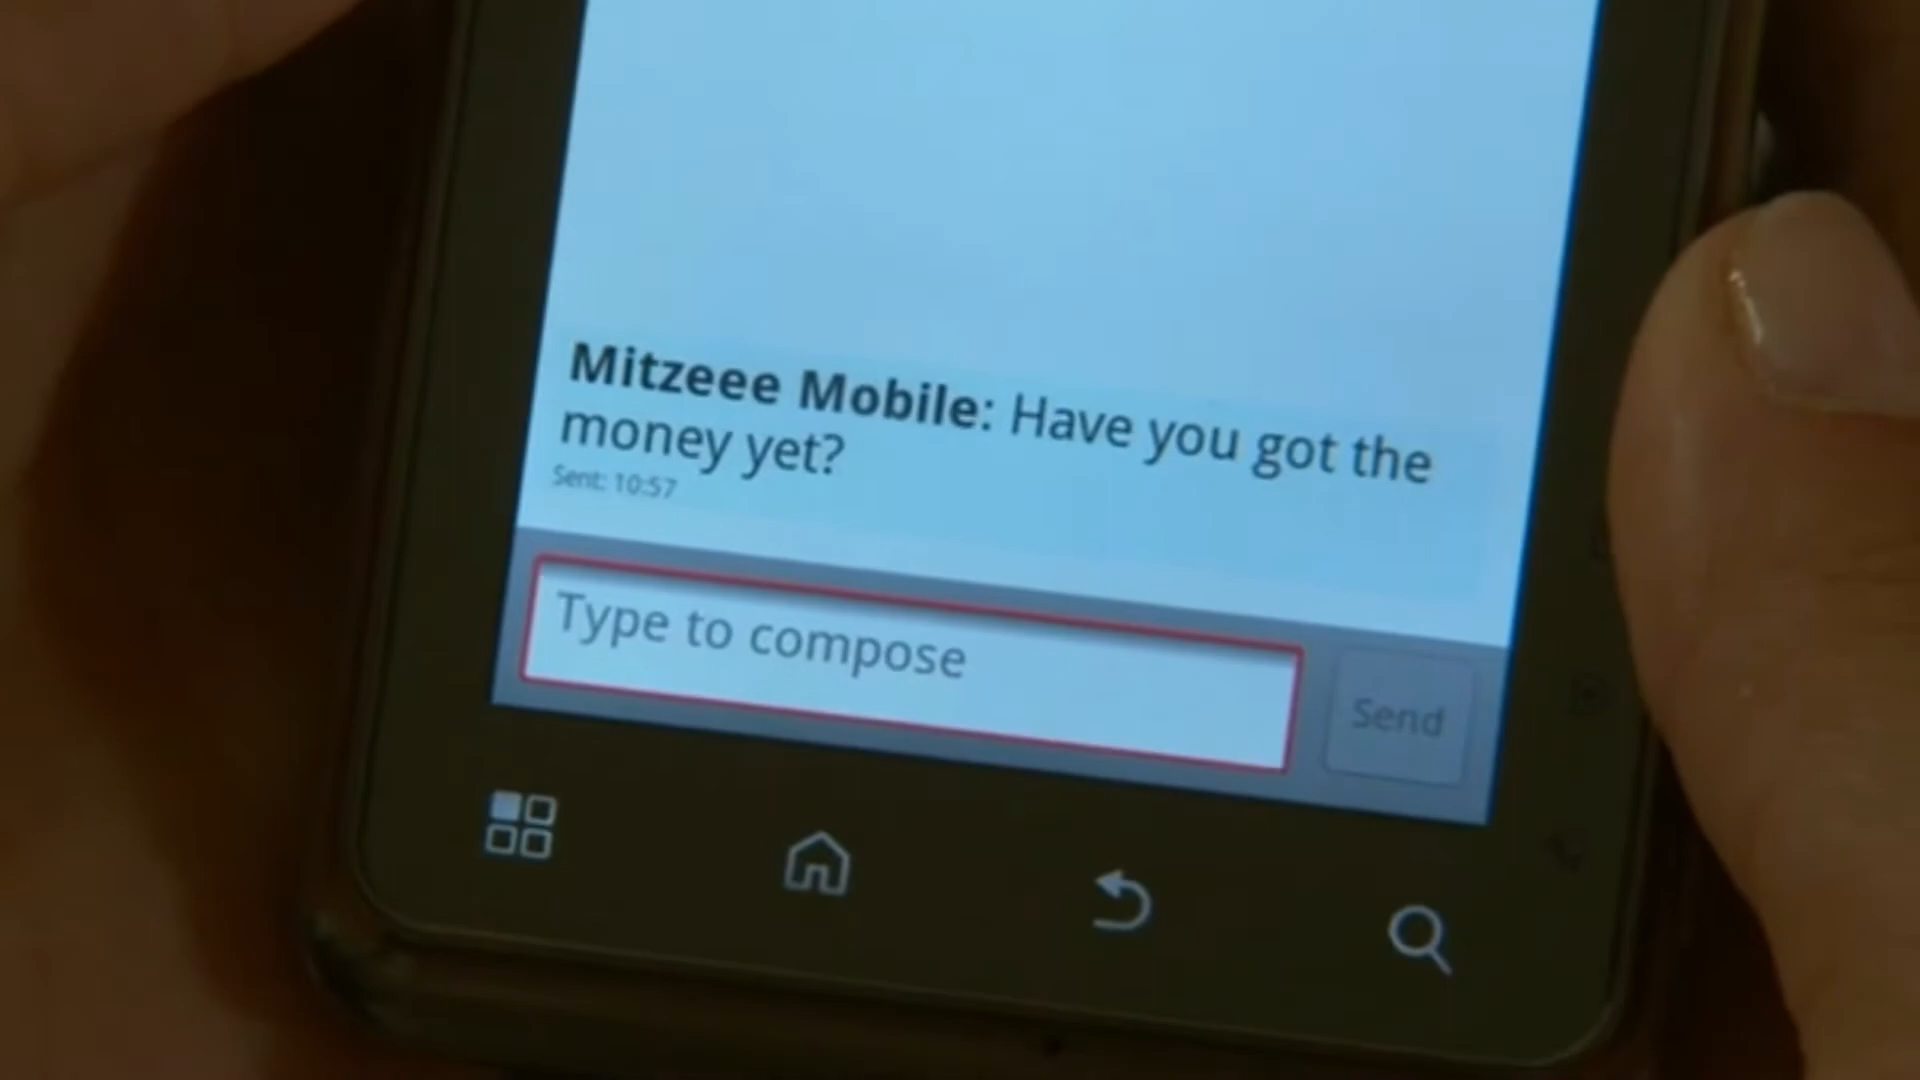 Mitzeee Mobile: Have you got the
money yet?
Sent: 10:57
Type to compose
Send